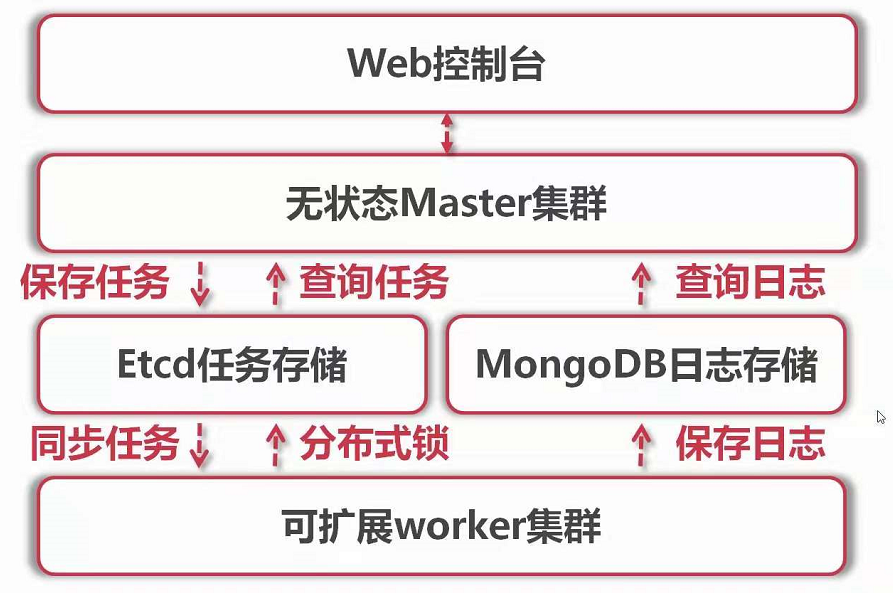 Web控制台
无状态Master集群
保存任务 查询任务 查询日志
Etcd任务存储 MongoDB日志存储
同步任务 分布式锁 保存日志
可扩展worker集群